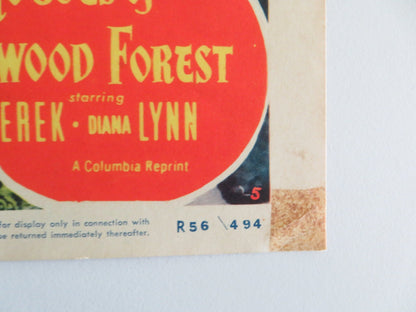 WOOD FOREST
starring
EREK · DIANA LYNN
A Columbia Reprint
5
for display only in connection with
be returned immediately thereafter.
R56 \494